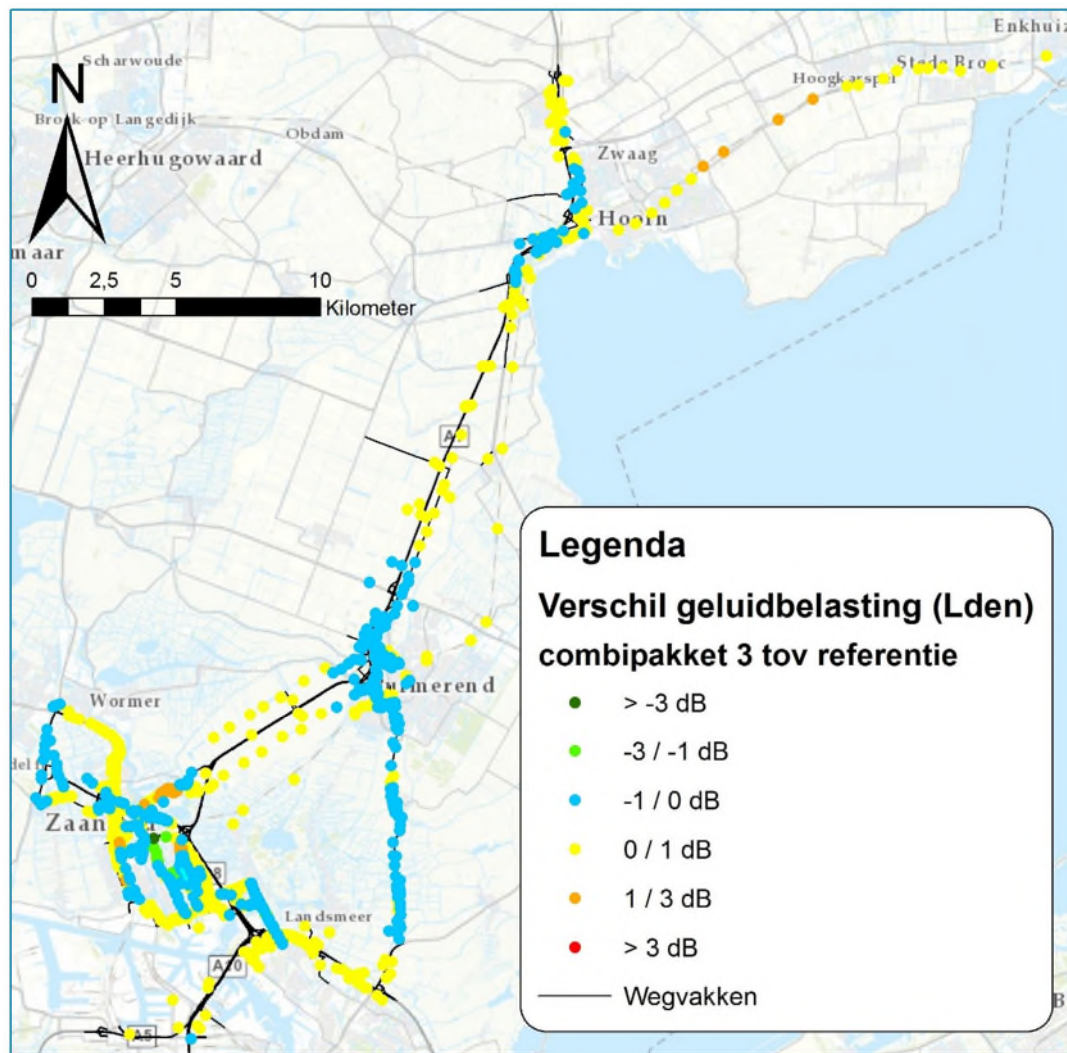 Enkhuiz
Scharwoude
Stede Broec
Hoogkarspel
N
Broek op Langedijk
Obdam
Zwaag
Heerhugowaard
Hoorn
maar
0 2,5 5 10
Kilometer
Legenda
Verschil geluidbelasting (Lden)
combipakket 3 tov referentie
> -3 dB
-3 / -1 dB
-1 / 0 dB
0 / 1 dB
1 / 3 dB
> 3 dB
Wegvakken
urmerend
Wormer
Zaan
Landsmeer
A10
A5
B